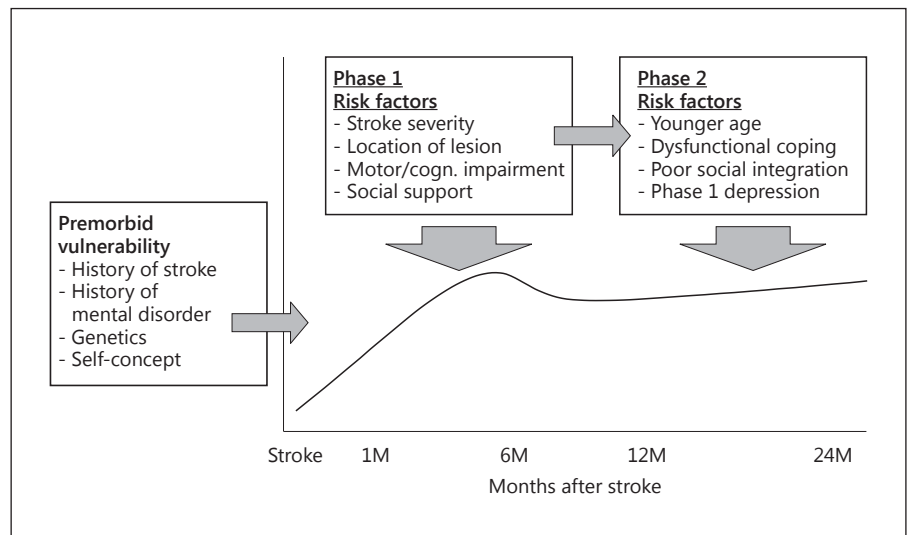 Phase 1
Risk factors
- Stroke severity
- Location of lesion
- Motor/cogn. impairment
- Social support
Phase 2
Risk factors
- Younger age
- Dysfunctional coping
- Poor social integration
- Phase 1 depression
Premorbid
vulnerability
- History of stroke
- History of
mental disorder
- Genetics
- Self-concept
Stroke 1M 6M 12M 24M
Months after stroke